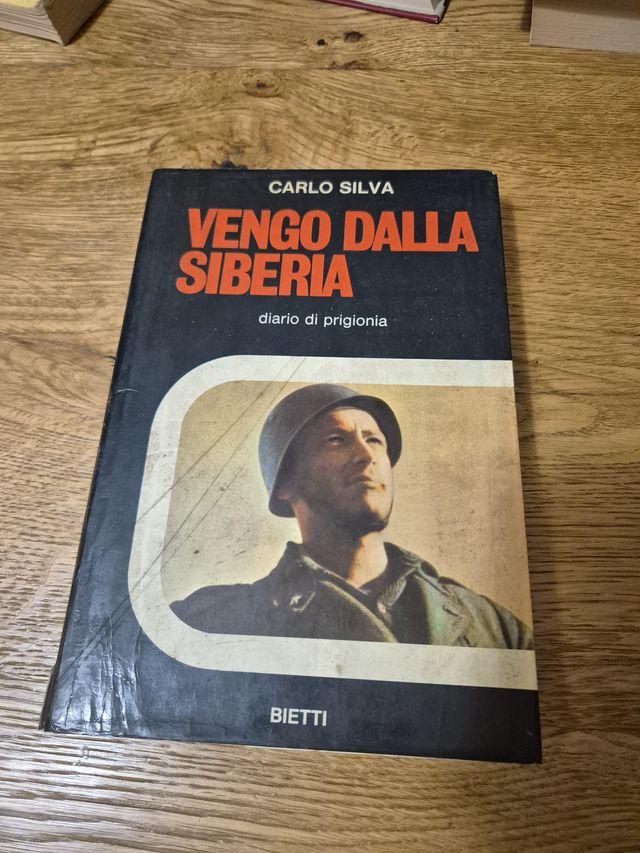 CARLO SILVA
VENGO DALLA
SIBERIA
diario di prigionia
BIETTI